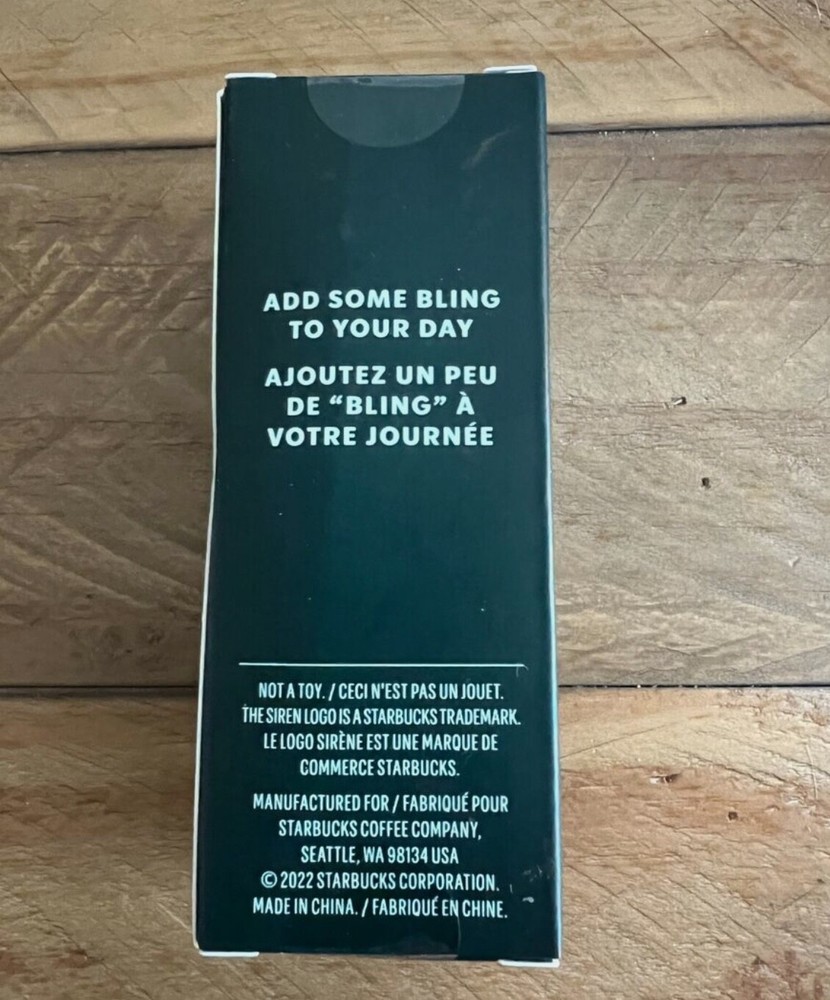 ADD SOME BLING
TO YOUR DAY
AJOUTEZ UN PEU
DE “BLING” À
VOTRE JOURNÉE
NOT A TOY. / CECI N'EST PAS UN JOUET.
THE SIREN LOGO IS A STARBUCKS TRADEMARK.
LE LOGO SIRÈNE EST UNE MARQUE DE
COMMERCE STARBUCKS.
MANUFACTURED FOR / FABRIQUÉ POUR
STARBUCKS COFFEE COMPANY,
SEATTLE, WA 98134 USA
© 2022 STARBUCKS CORPORATION.
MADE IN CHINA. / FABRIQUÉ EN CHINE.